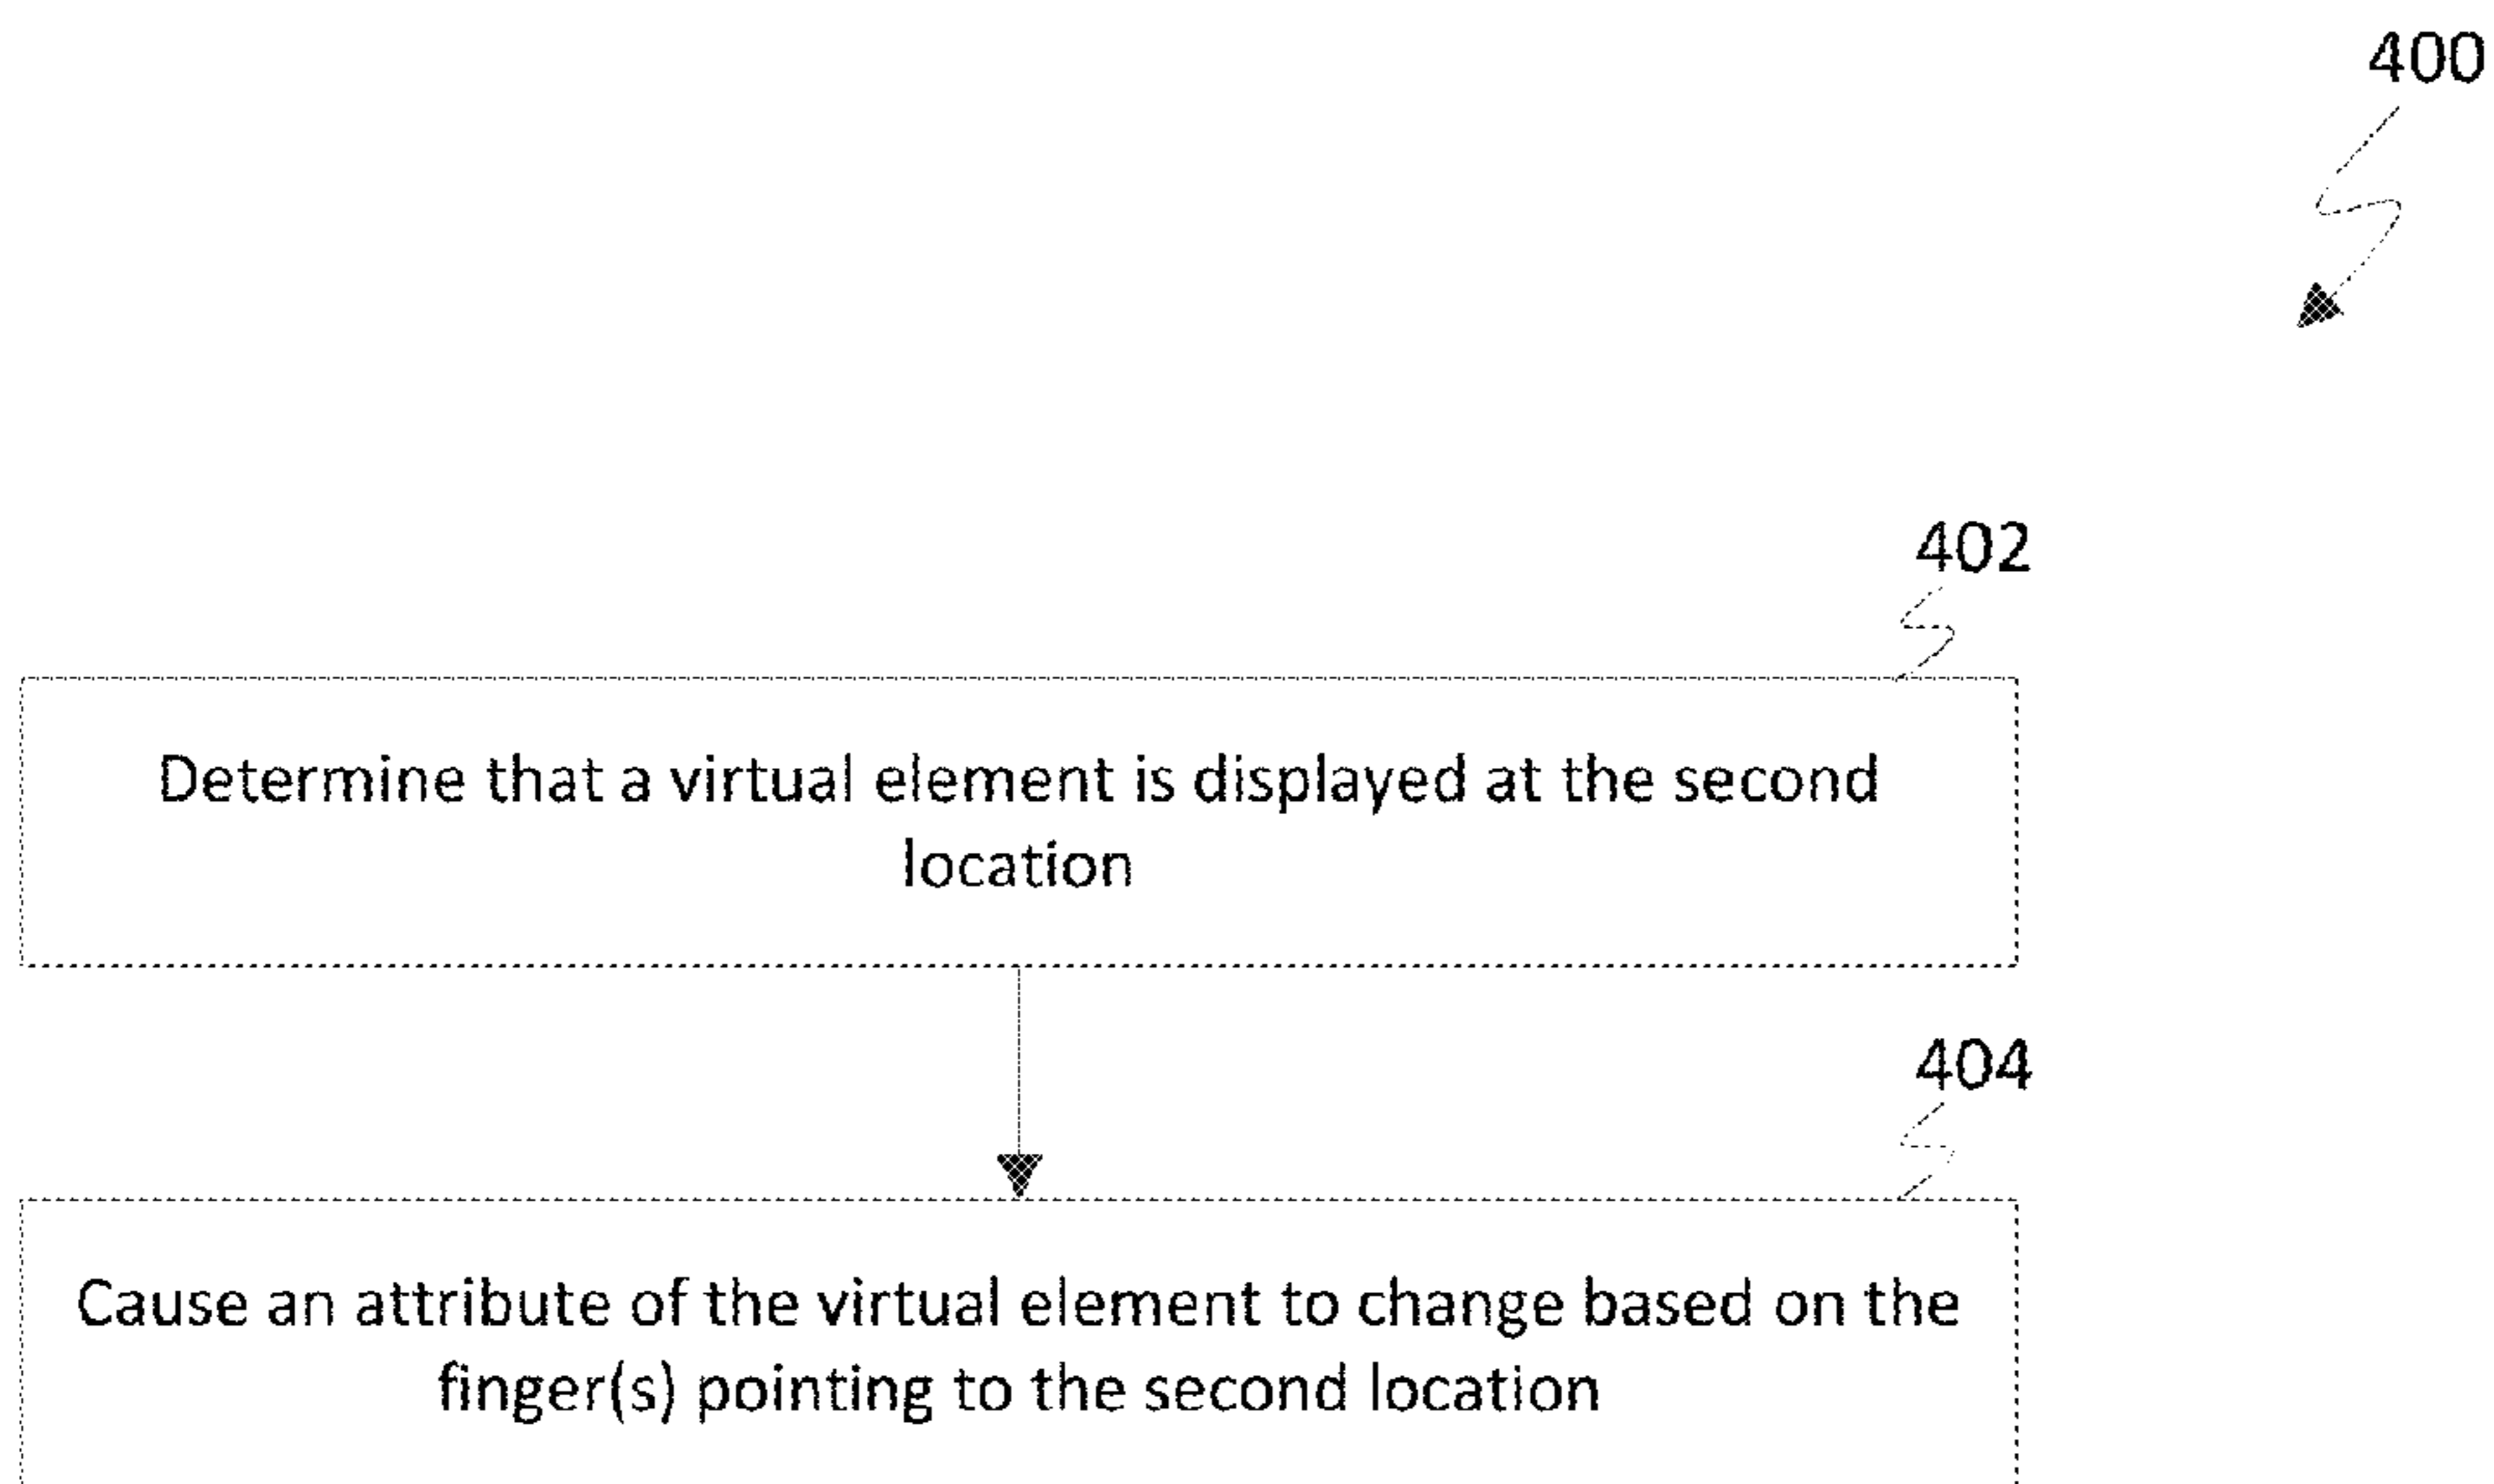 400
402
Determine that a virtual element is displayed at the second
location
404
Cause an attribute of the virtual element to change based on the
finger(s) pointing to the second location